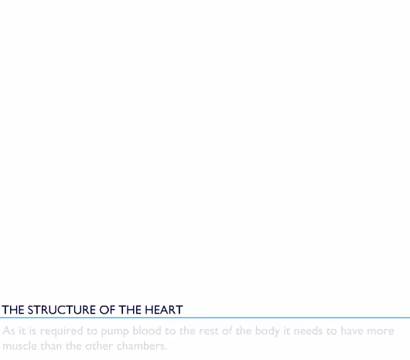 THE STRUCTURE OF THE HEART
As it is required to pump blood to the rest of the body it needs to have more
muscle than the other chambers.